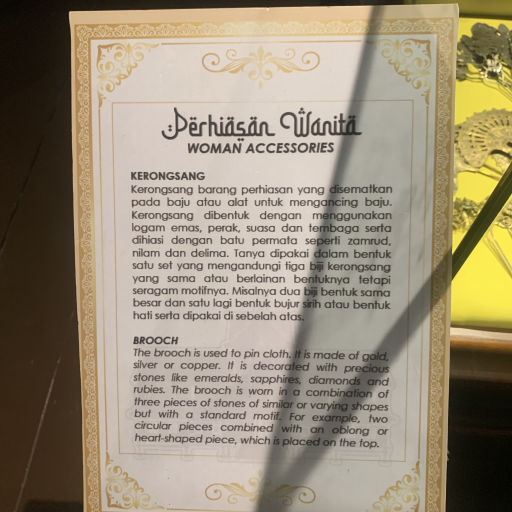 Perhiasan Wanita
WOMAN ACCESSORIES
KERONGSANG
Kerongsang barang perhiasan yang disematkan
pada baju atau alat untuk mengancing baju.
Kerongsang dibentuk dengan menggunakan
logam emas, perak, suasa dan tembaga serta
dihiasi dengan batu permata seperti zamrud,
nilam dan delima. Tanya dipakai dalam bentuk
satu set yang mengandungi tiga biji kerongsang
yang sama atau berlainan bentuknya tetapi
seragam motifnya. Misalnya dua biji bentuk sama
besar dan satu lagi bentuk bujur sirih atau bentuk
hati serta dipakai di sebelah atas.
BROOCH
The brooch is used to pin cloth. It is made of gold,
silver or copper. It is decorated with precious
stones like emeralds, sapphires, diamonds and
rubies. The brooch is worn in a combination of
three pieces of stones of similar or varying shapes
but with a standard motif. For example, two
circular pieces combined with an oblong or
heart-shaped piece, which is placed on the top.